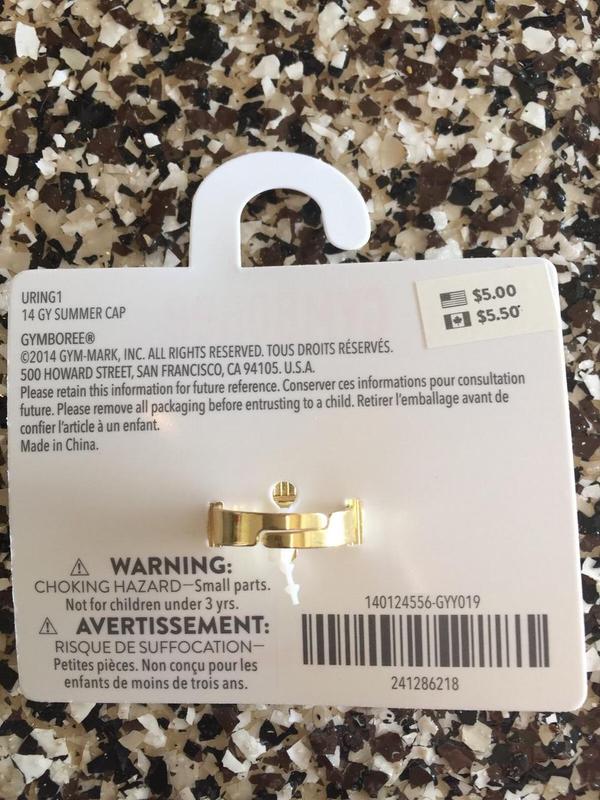 URING1
14 GY SUMMER CAP
$5.00
$5.50
GYMBOREE®
©2014 GYM-MARK, INC. ALL RIGHTS RESERVED. TOUS DROITS RÉSERVÉS.
500 HOWARD STREET, SAN FRANCISCO, CA 94105. U.S.A.
Please retain this information for future reference. Conserver ces informations pour consultation
future. Please remove all packaging before entrusting to a child. Retirer l'emballage avant de
confier l'article à un enfant.
Made in China.
⚠ WARNING:
CHOKING HAZARD—Small parts.
Not for children under 3 yrs.
⚠ AVERTISSEMENT:
RISQUE DE SUFFOCATION—
Petites pièces. Non conçu pour les
enfants de moins de trois ans.
140124556-GYY019
241286218